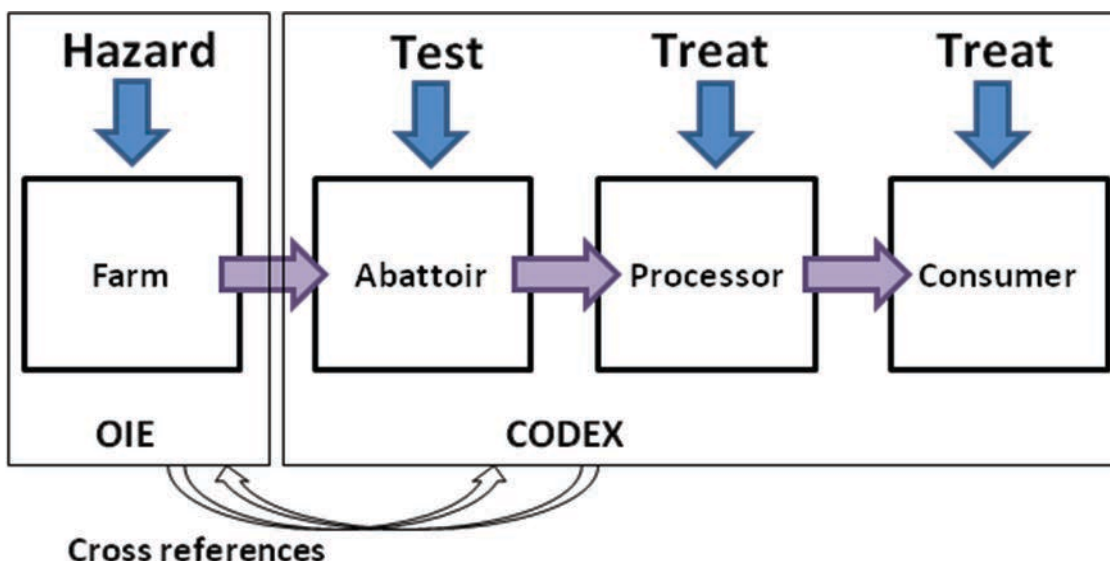 Hazard
Test
Treat
Treat
Farm
Abattoir
Processor
Consumer
OIE
CODEX
Cross references